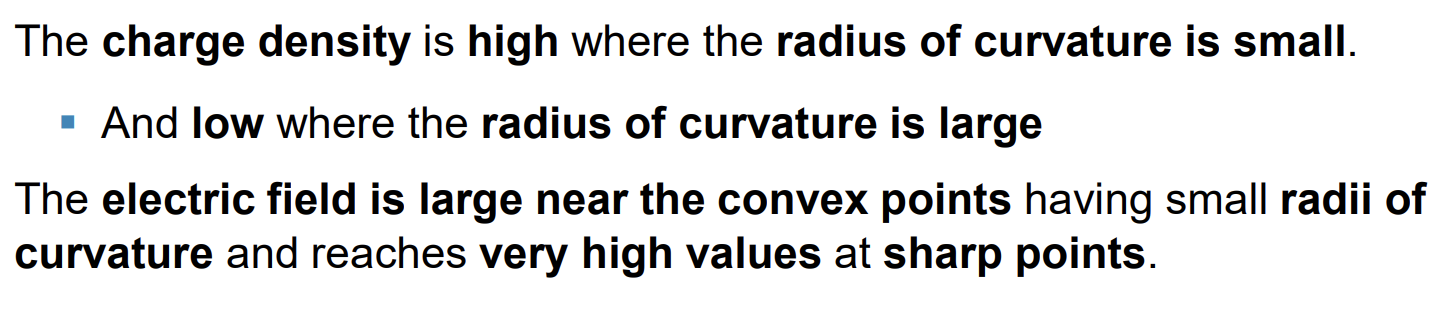 The charge density is high where the radius of curvature is small.
▪ And low where the radius of curvature is large
The electric field is large near the convex points having small radii of
curvature and reaches very high values at sharp points.